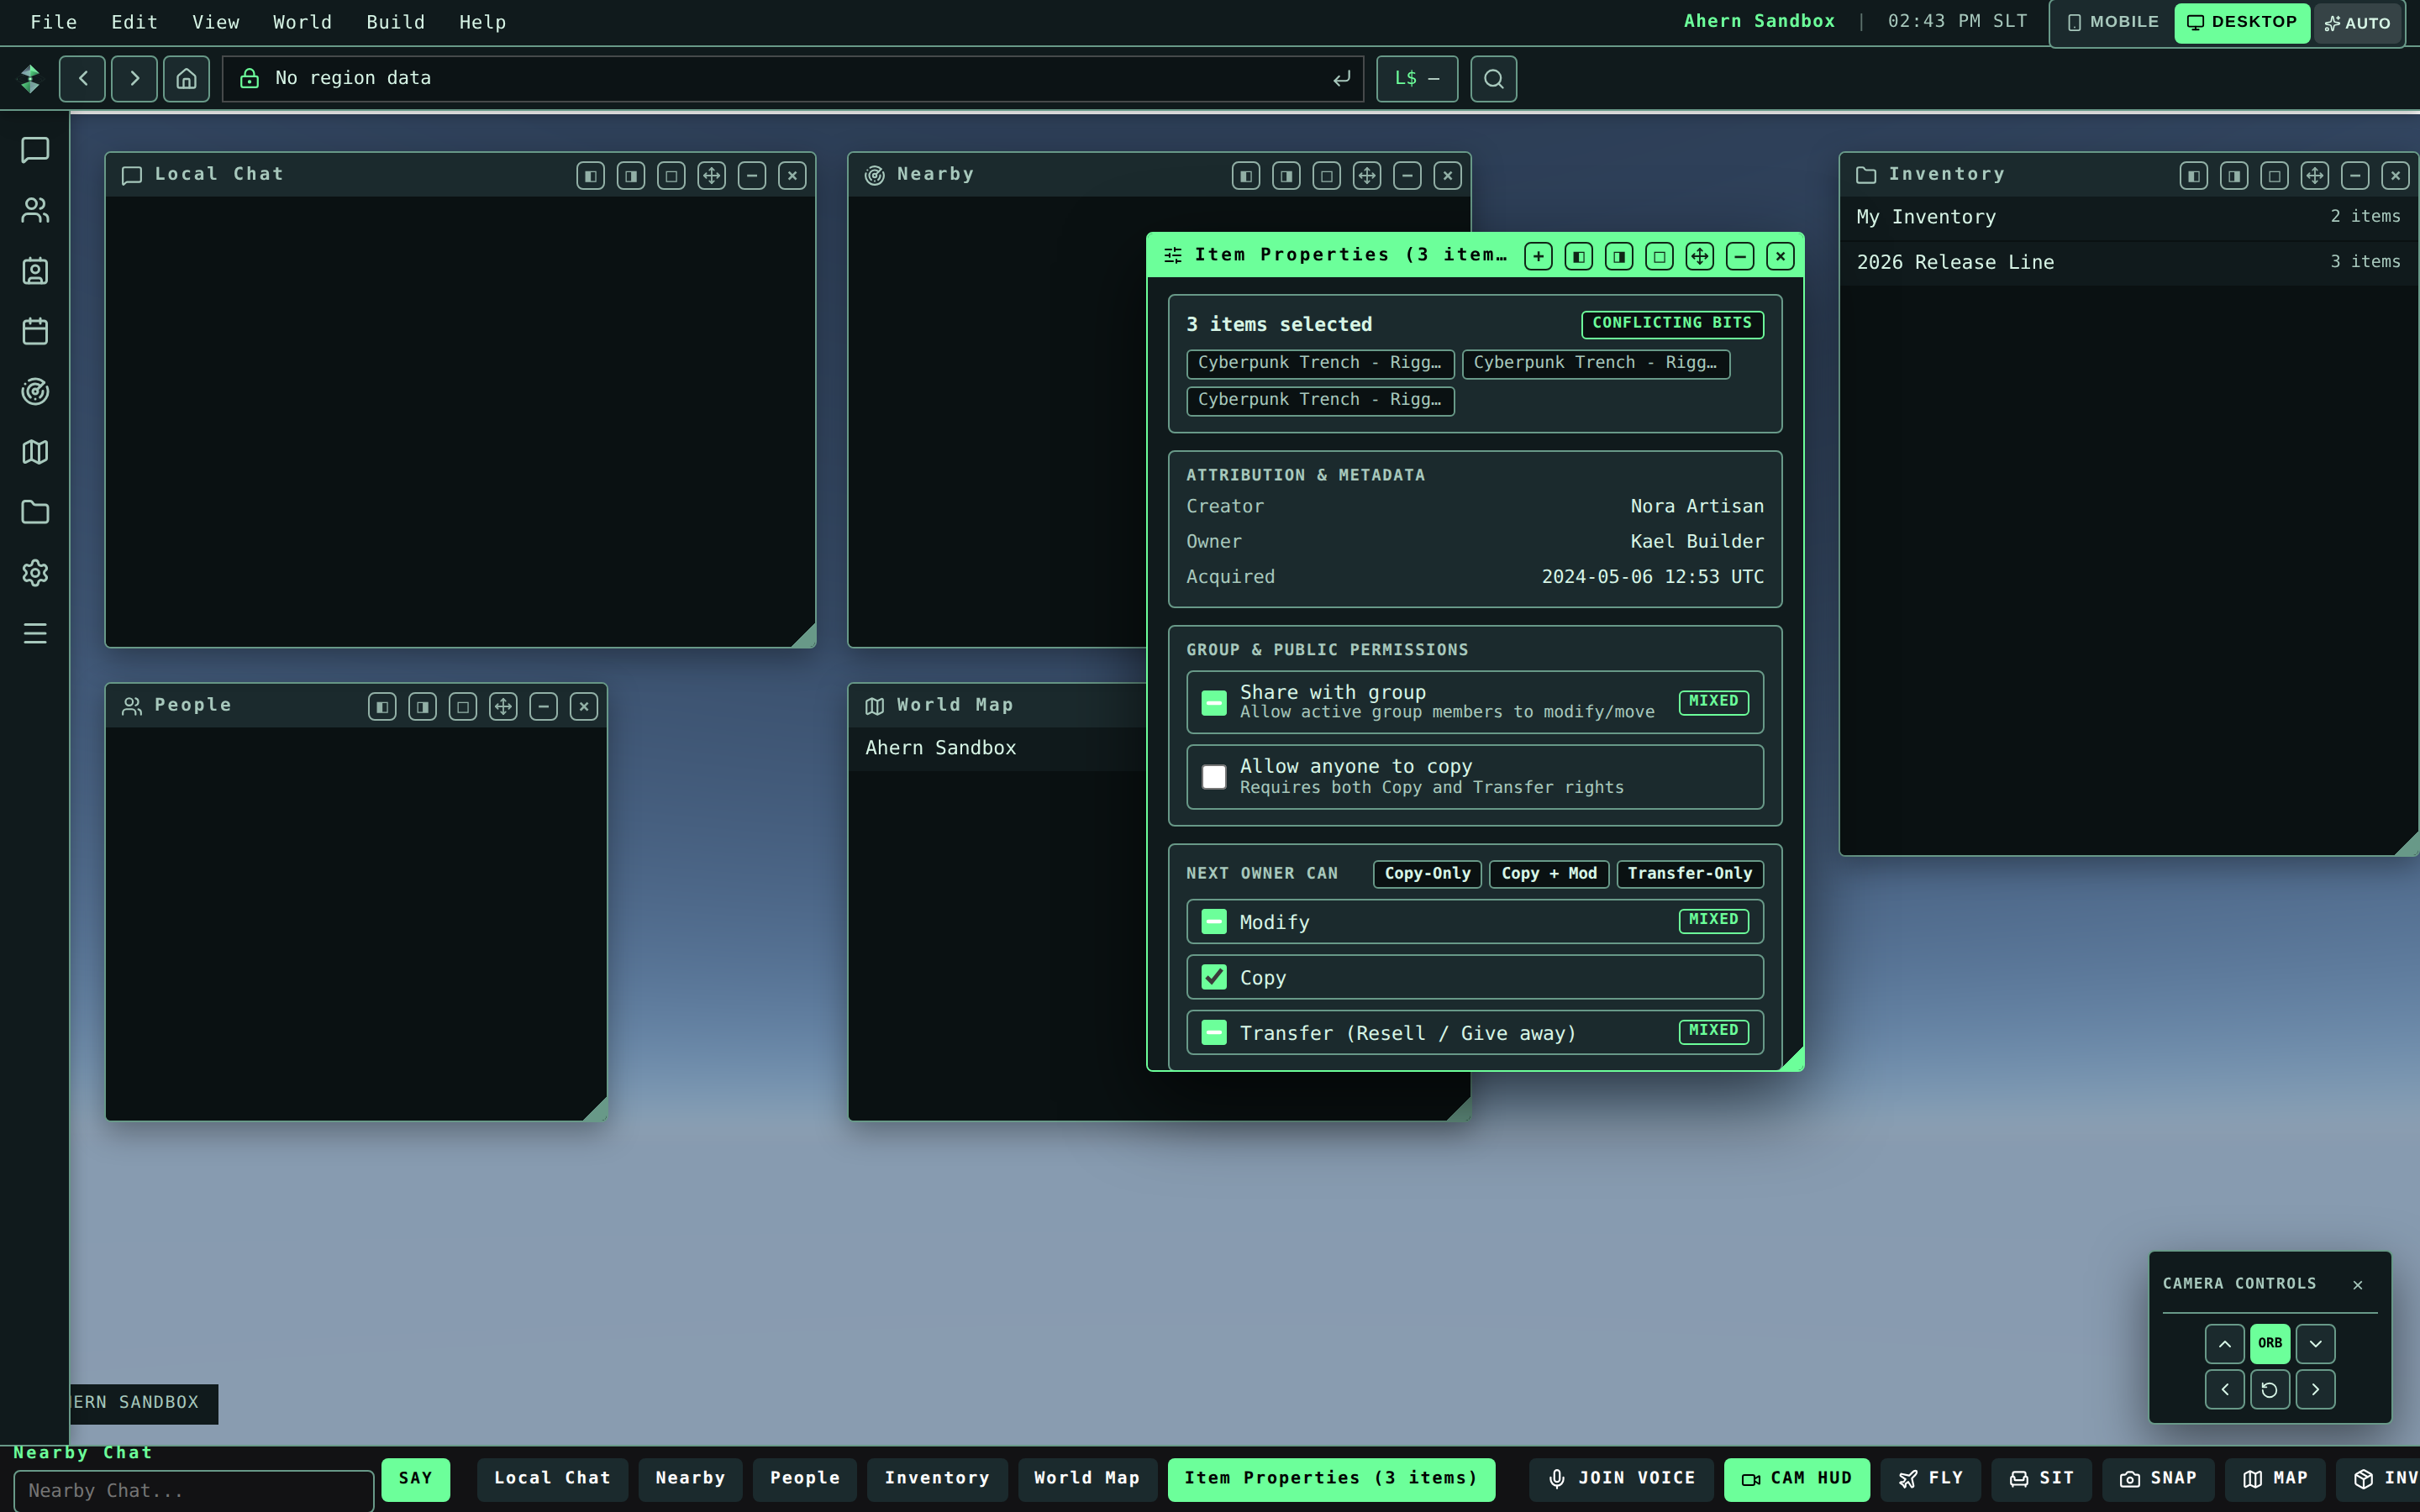 File Edit View World Build Help
Ahern Sandbox | 02:43 PM SLT MOBILE DESKTOP AUTO
No region data L$ —
Local Chat
Nearby
Inventory
My Inventory 2 items
2026 Release Line 3 items
Item Properties (3 item…
3 items selected CONFLICTING BITS
Cyberpunk Trench - Rigg… Cyberpunk Trench - Rigg…
Cyberpunk Trench - Rigg…
ATTRIBUTION & METADATA
Creator Nora Artisan
Owner Kael Builder
Acquired 2024-05-06 12:53 UTC
GROUP & PUBLIC PERMISSIONS
Share with group
Allow active group members to modify/move MIXED
Allow anyone to copy
Requires both Copy and Transfer rights
NEXT OWNER CAN Copy-Only Copy + Mod Transfer-Only
Modify MIXED
Copy
Transfer (Resell / Give away) MIXED
People
World Map
Ahern Sandbox
CAMERA CONTROLS
ORB
ERN SANDBOX
Nearby Chat
Nearby Chat... SAY Local Chat Nearby People Inventory World Map Item Properties (3 items) JOIN VOICE CAM HUD FLY SIT SNAP MAP INV